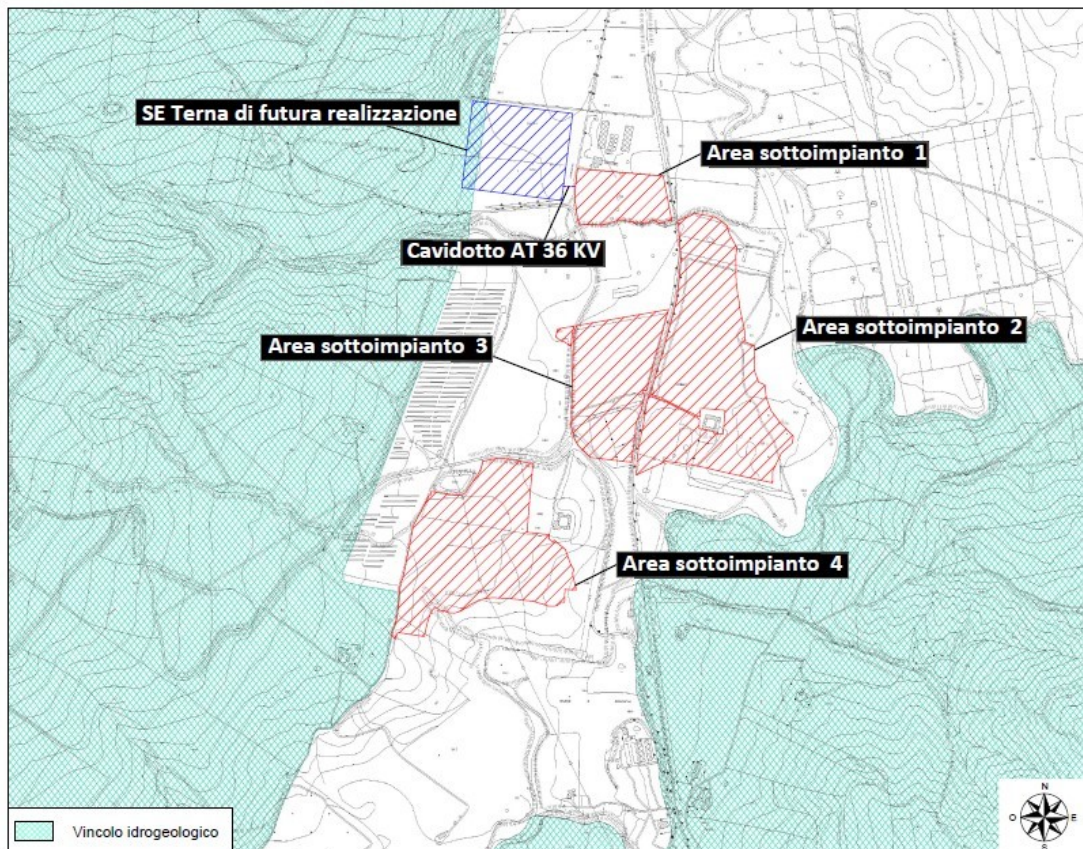 SE Terna di futura realizzazione
Area sottoimpianto 1
Cavidotto AT 36 KV
Area sottoimpianto 2
Area sottoimpianto 3
Area sottoimpianto 4
Vincolo idrogeologico
N
O
E
S